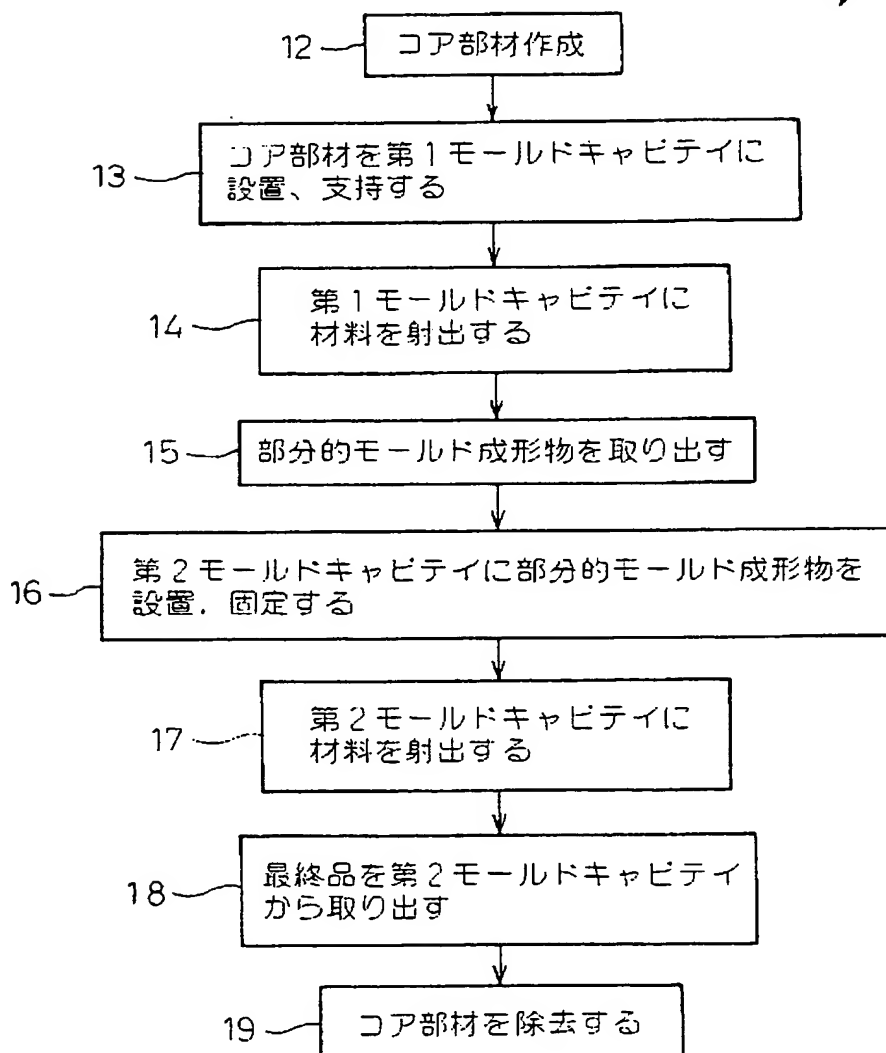 12
コア部材作成
13
コア部材を第1モールドキャビテイに
設置、支持する
14
第1モールドキャビテイに
材料を射出する
15
部分的モールド成形物を取り出す
16
第2モールドキャビテイに部分的モールド成形物を
設置．固定する
17
第2モールドキャビテイに
材料を射出する
18
最終品を第2モールドキャビテイ
から取り出す
19
コア部材を除去する